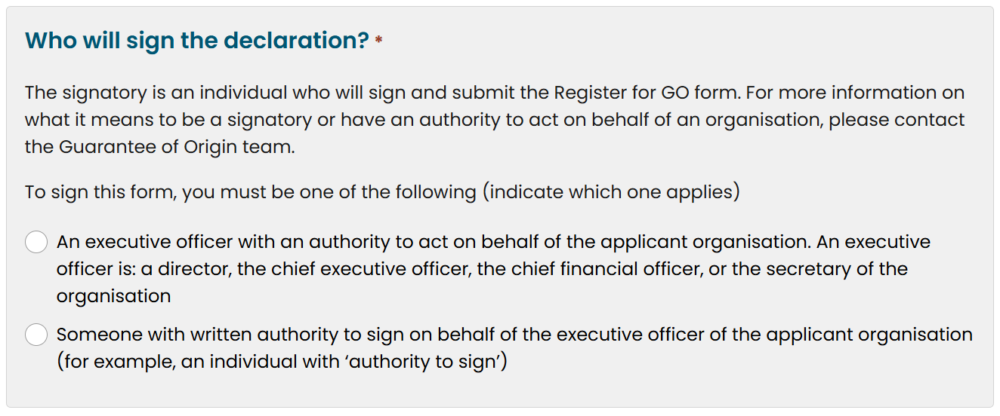 Who will sign the declaration? *
The signatory is an individual who will sign and submit the Register for GO form. For more information on
what it means to be a signatory or have an authority to act on behalf of an organisation, please contact
the Guarantee of Origin team.
To sign this form, you must be one of the following (indicate which one applies)
An executive officer with an authority to act on behalf of the applicant organisation. An executive
officer is: a director, the chief executive officer, the chief financial officer, or the secretary of the
organisation
Someone with written authority to sign on behalf of the executive officer of the applicant organisation
(for example, an individual with ‘authority to sign’)